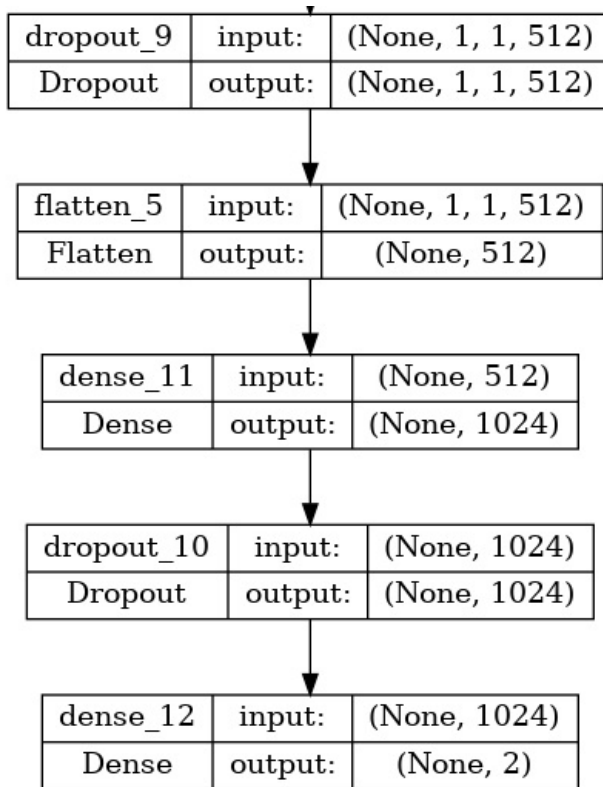 dropout_9 input: (None, 1, 1, 512)
Dropout output: (None, 1, 1, 512)
flatten_5 input: (None, 1, 1, 512)
Flatten output: (None, 512)
dense_11 input: (None, 512)
Dense output: (None, 1024)
dropout_10 input: (None, 1024)
Dropout output: (None, 1024)
dense_12 input: (None, 1024)
Dense output: (None, 2)